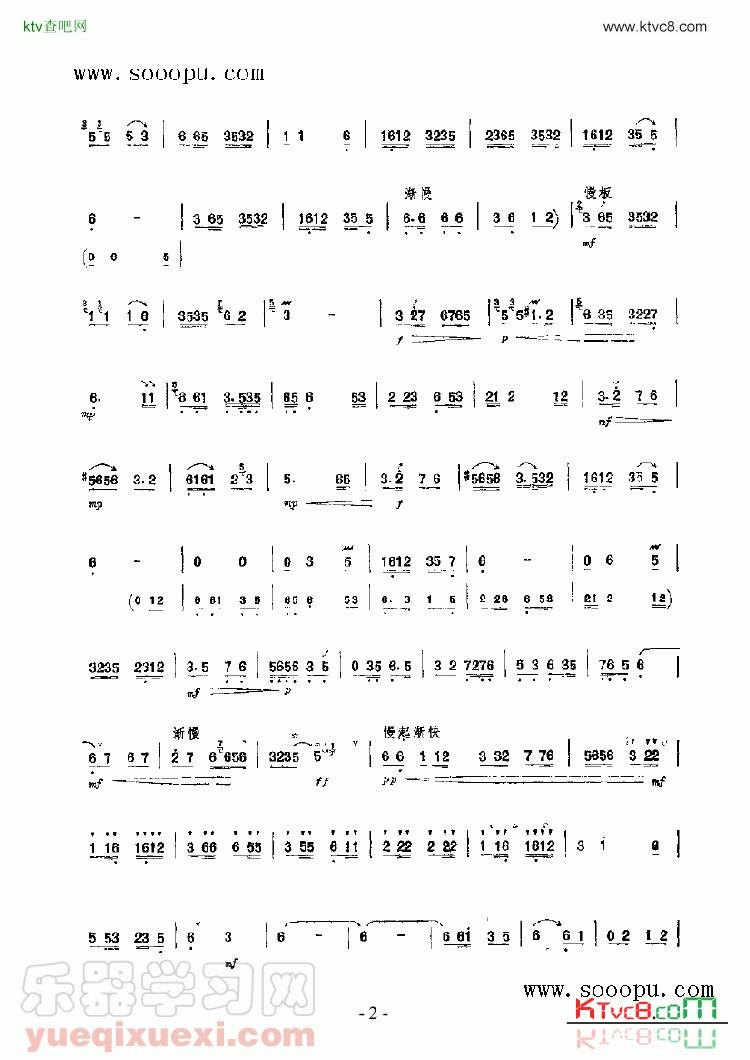 ktv查吧网 www.ktvc8.com
www.sooopu.com
5 5 5 3 | 6 65 3532 | 1 1 6 | 1612 3235 | 2365 3532 | 1612 35 5 |
渐慢 慢板
6 - | 3 65 3532 | 1612 35 5 | 6.6 6 6 | 3 6 1 2) | 3 65 3532 |
mf
(0 0 5 |
1 1 1 6 | 3535 6 2 | 3 - | 3 27 6765 | 5 5 1.2 | 6 35 3227 |
f p
6. 11 | 6 61 3.535 | 65 6 53 | 2 23 6 53 | 21 2 12 | 3.2 7 6 |
mp mf
#5656 3.2 | 6161 2 3 | 5. 66 | 3.2 7 6 | #5656 3.532 | 1612 35 5 |
mp mp f
6 - | 0 0 | 0 3 5 | 1612 35 7 | 6 - | 0 6 5 |
(0 12 | 6 61 3 5 | 65 6 53 | 6. 3 1 5 | 2 26 6 56 | 21 2 12)
3235 2312 | 3.5 7 6 | 5656 3 5 | 0 35 6.5 | 3 2 7276 | 5 3 6 35 | 76 5 6 |
mf p
渐慢 慢起渐快
6 7 6 7 | 2 7 6 656 | 3235 5 | 6 6 1 12 3 32 7 76 | 5656 3 22 |
mf ff pp mf
1 16 1612 | 3 66 6 55 | 3 55 6 11 | 2 22 2 22 | 1 16 1612 | 3 1 6 |
5 53 23 5 | 6 3 | 6 - | 6 - | 6 61 3 5 | 6 6 1 | 0 2 1 2 |
mf
乐器学习网
yueqixuexi.com
- 2 -
www.sooopu.com
KTvc8.com